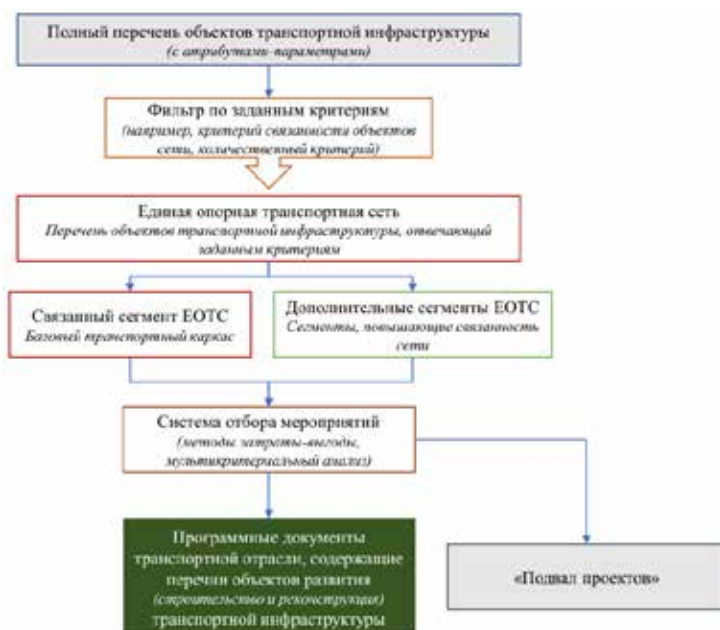 Полный перечень объектов транспортной инфраструктуры
(с атрибутами-параметрами)
Фильтр по заданным критериям
(например, критерий связанности объектов
сети, количественный критерий)
Единая опорная транспортная сеть
Перечень объектов транспортной инфраструктуры, отвечающий
заданным критериям
Связанный сегмент ЕОТС
Базовый транспортный каркас
Дополнительные сегменты ЕОТС
Сегменты, повышающие связанность
сети
Система отбора мероприятий
(методы затраты-выгоды,
мультикритериальный анализ)
Программные документы
транспортной отрасли, содержащие
перечни объектов развития
(строительство и реконструкция)
транспортной инфраструктуры
«Подвал проектов»